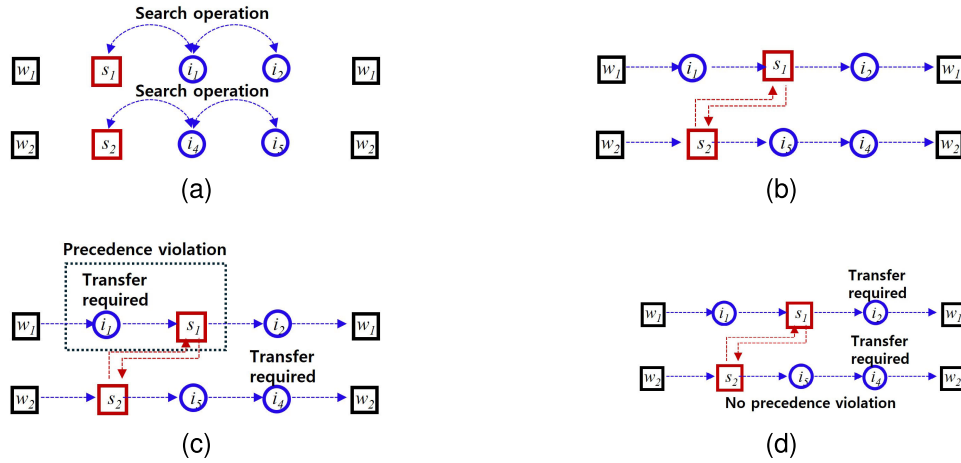 Search operation
w1 s1 i1 i2 w1
Search operation
w2 s2 i4 i5 w2
(a)
w1 i1 s1 i2 w1
w2 s2 i5 i4 w2
(b)
Precedence violation
Transfer
required
w1 i1 s1 i2 w1
Transfer
required
w2 s2 i5 i4 w2
(c)
Transfer
required
w1 i1 s1 i2 w1
Transfer
required
w2 s2 i5 i4 w2
No precedence violation
(d)